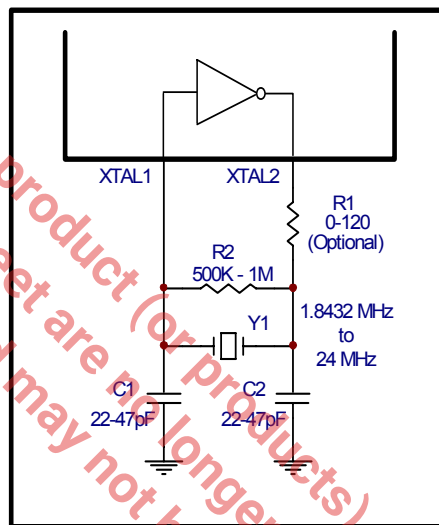 XTAL1
XTAL2
R1
0-120
(Optional)
R2
500K - 1M
Y1
1.8432 MHz
to
24 MHz
C1
22-47pF
C2
22-47pF
product (or products)
eet are no longer
may not b